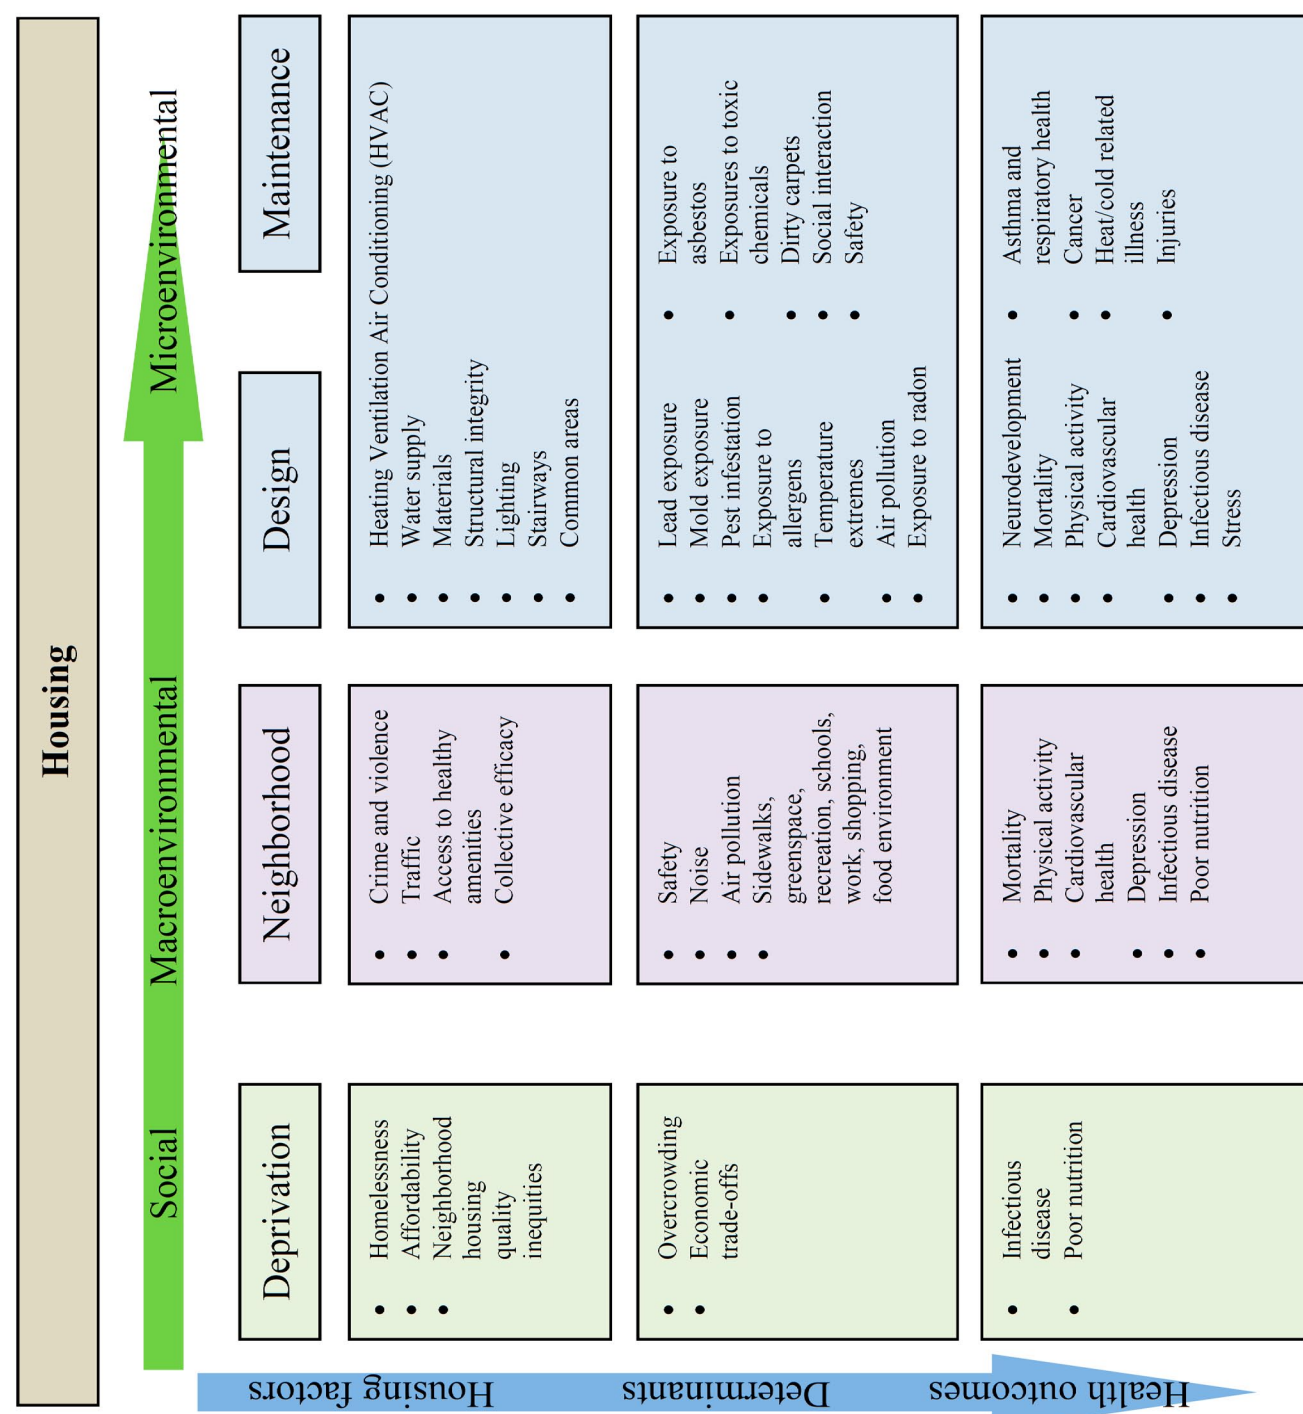 Housing
Social
Macroenvironmental
Microenvironmental
Deprivation
Neighborhood
Design
Maintenance
Housing factors
• Homelessness
• Affordability
• Neighborhood
housing
quality
inequities
• Crime and violence
• Traffic
• Access to healthy
amenities
• Collective efficacy
• Heating Ventilation Air Conditioning (HVAC)
• Water supply
• Materials
• Structural integrity
• Lighting
• Stairways
• Common areas
Determinants
• Overcrowding
• Economic
trade-offs
• Safety
• Noise
• Air pollution
• Sidewalks,
greenspace,
recreation, schools,
work, shopping,
food environment
• Lead exposure
• Mold exposure
• Pest infestation
• Exposure to
allergens
• Temperature
extremes
• Air pollution
• Exposure to radon
• Exposure to
asbestos
• Exposures to toxic
chemicals
• Dirty carpets
• Social interaction
• Safety
Health outcomes
• Infectious
disease
• Poor nutrition
• Mortality
• Physical activity
• Cardiovascular
health
• Depression
• Infectious disease
• Poor nutrition
• Neurodevelopment
• Mortality
• Physical activity
• Cardiovascular
health
• Depression
• Infectious disease
• Stress
• Asthma and
respiratory health
• Cancer
• Heat/cold related
illness
• Injuries